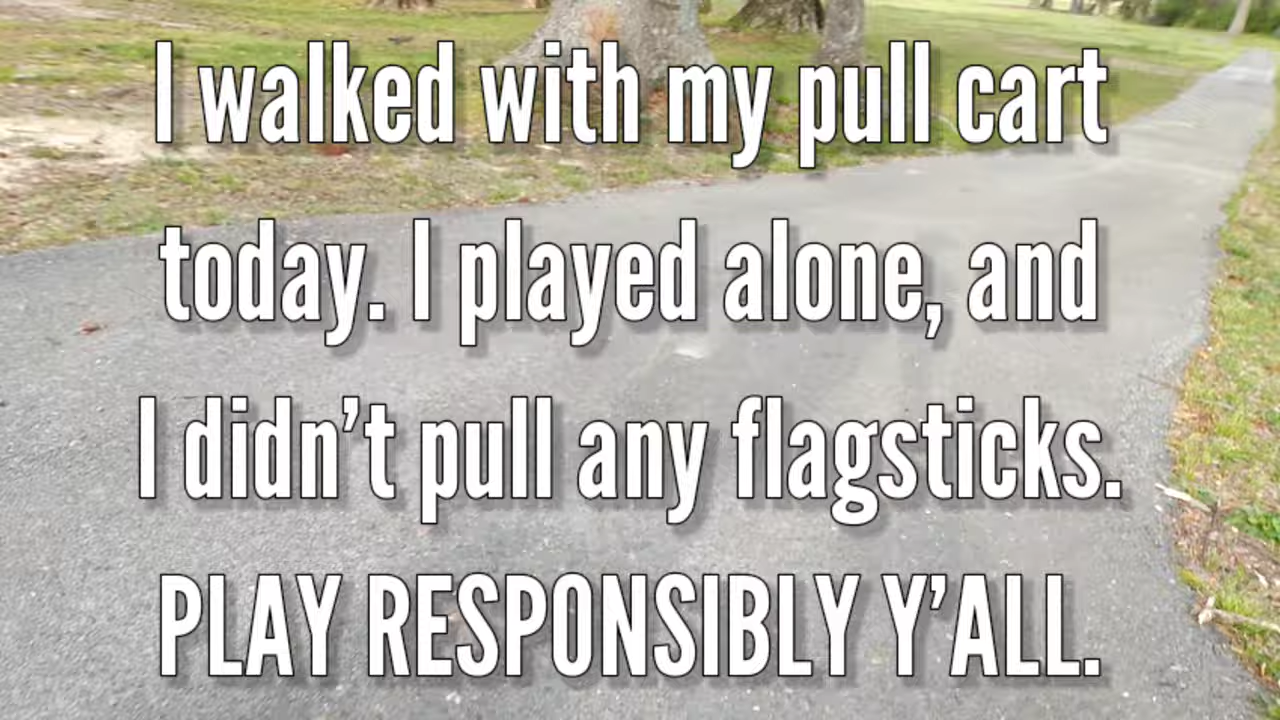 I walked with my pull cart
today. I played alone, and
I didn’t pull any flagsticks.
PLAY RESPONSIBLY Y’ALL.